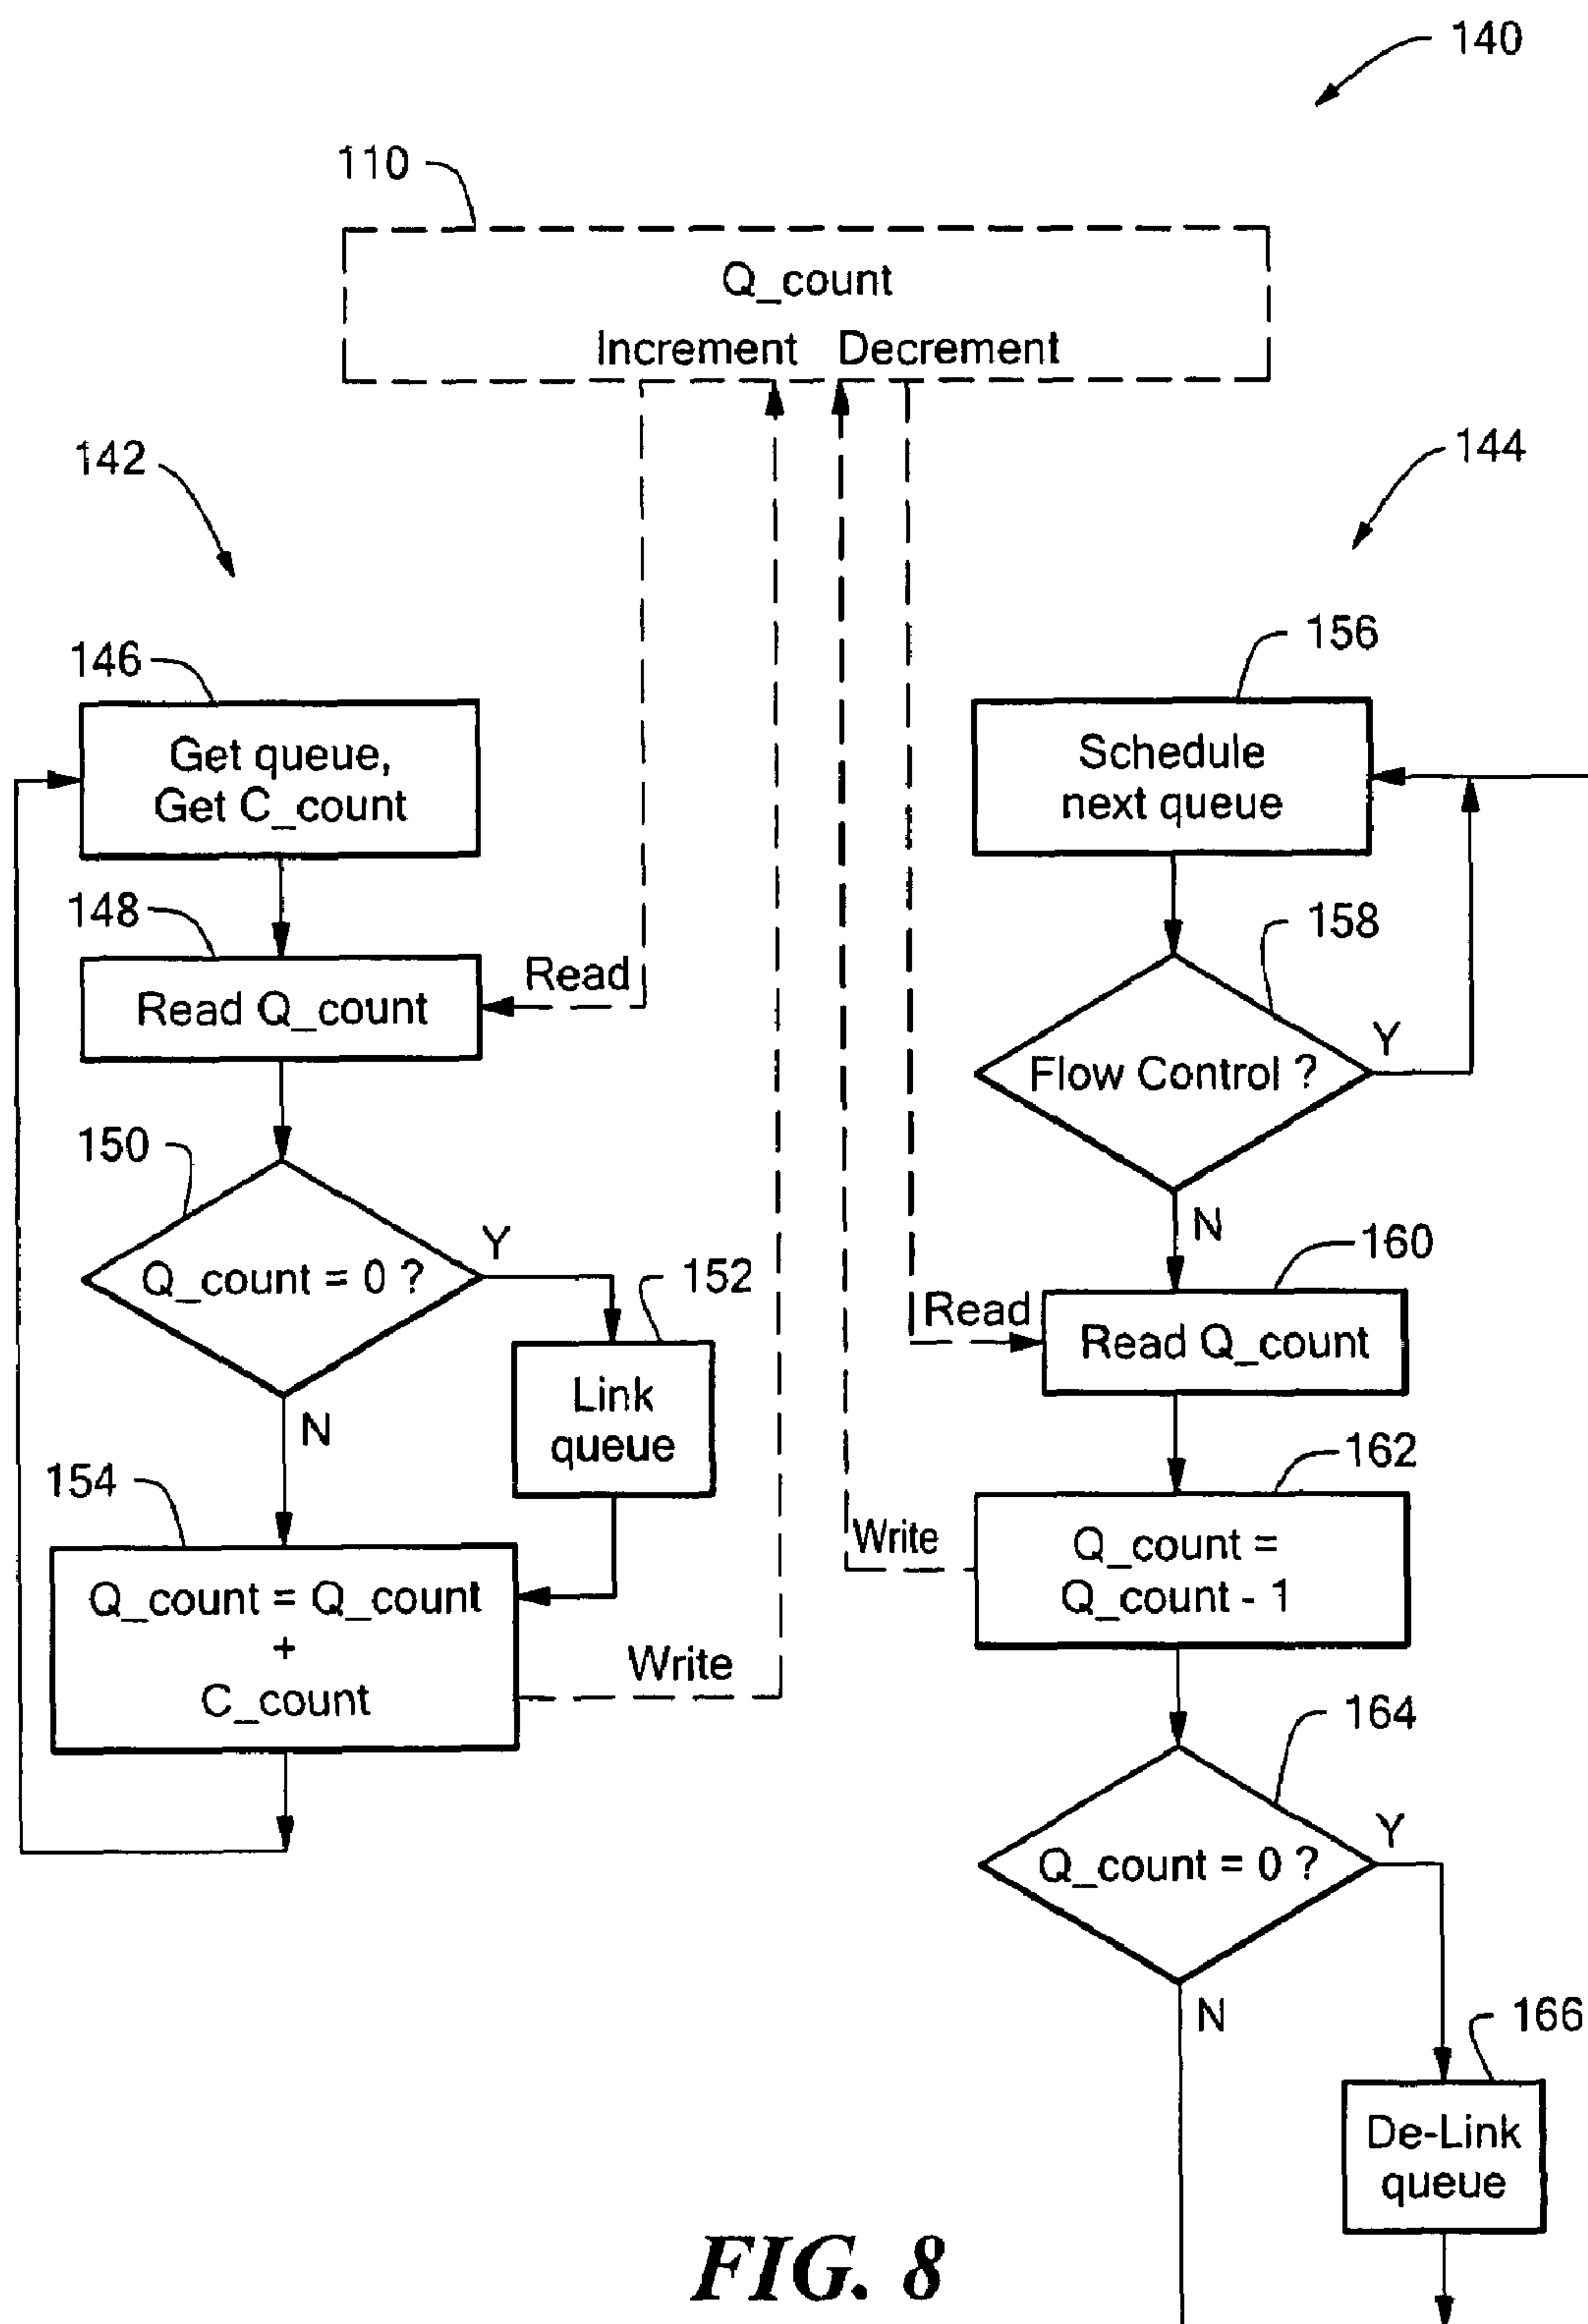 140
110
Q_count
Increment Decrement
142
144
146
Get queue,
Get C_count
148
Read Q_count
Read
150
Q_count = 0 ?
Y
N
152
Link
queue
154
Q_count = Q_count
+
C_count
Write
156
Schedule
next queue
158
Flow Control ?
Y
N
160
Read
Read Q_count
162
Write
Q_count =
Q_count - 1
164
Q_count = 0 ?
Y
N
166
De-Link
queue
FIG. 8